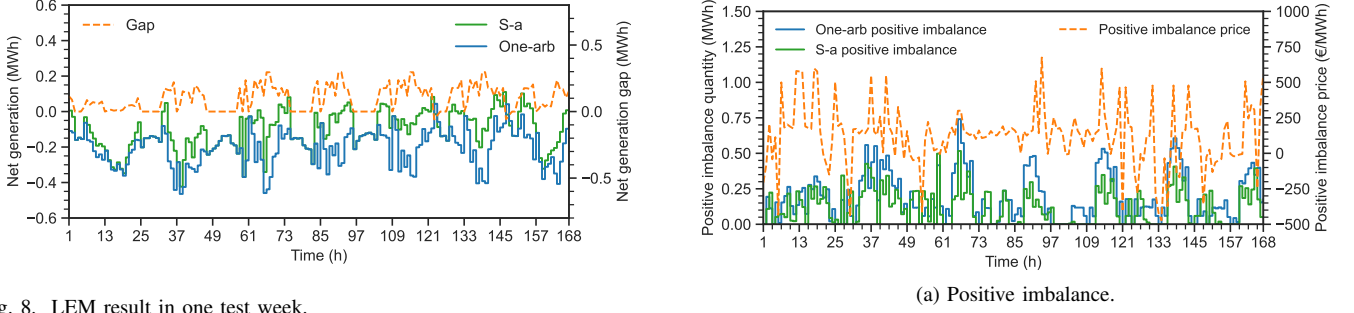 Gap
S-a
One-arb
Net generation (MWh)
0.6
0.4
0.2
0.0
−0.2
−0.4
−0.6
0.5
0.0
−0.5
Net generation gap (MWh)
1 13 25 37 49 61 73 85 97 109 121 133 145 157 168
Time (h)
Fig. 8. LEM result in one test week.
One-arb positive imbalance
S-a positive imbalance
Positive imbalance price
Positive imbalance quantity (MWh)
1.50
1.25
1.00
0.75
0.50
0.25
0.00
1000
750
500
250
0
−250
−500
Positive imbalance price (€/MWh)
1 13 25 37 49 61 73 85 97 109 121 133 145 157 168
Time (h)
(a) Positive imbalance.